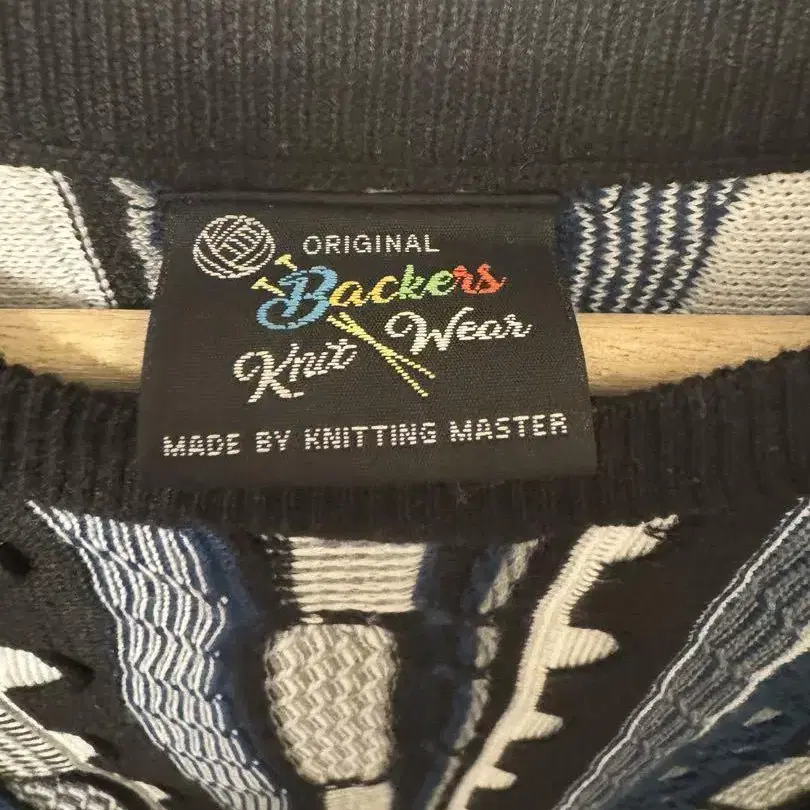 ORIGINAL
Backers
Knit Wear
MADE BY KNITTING MASTER